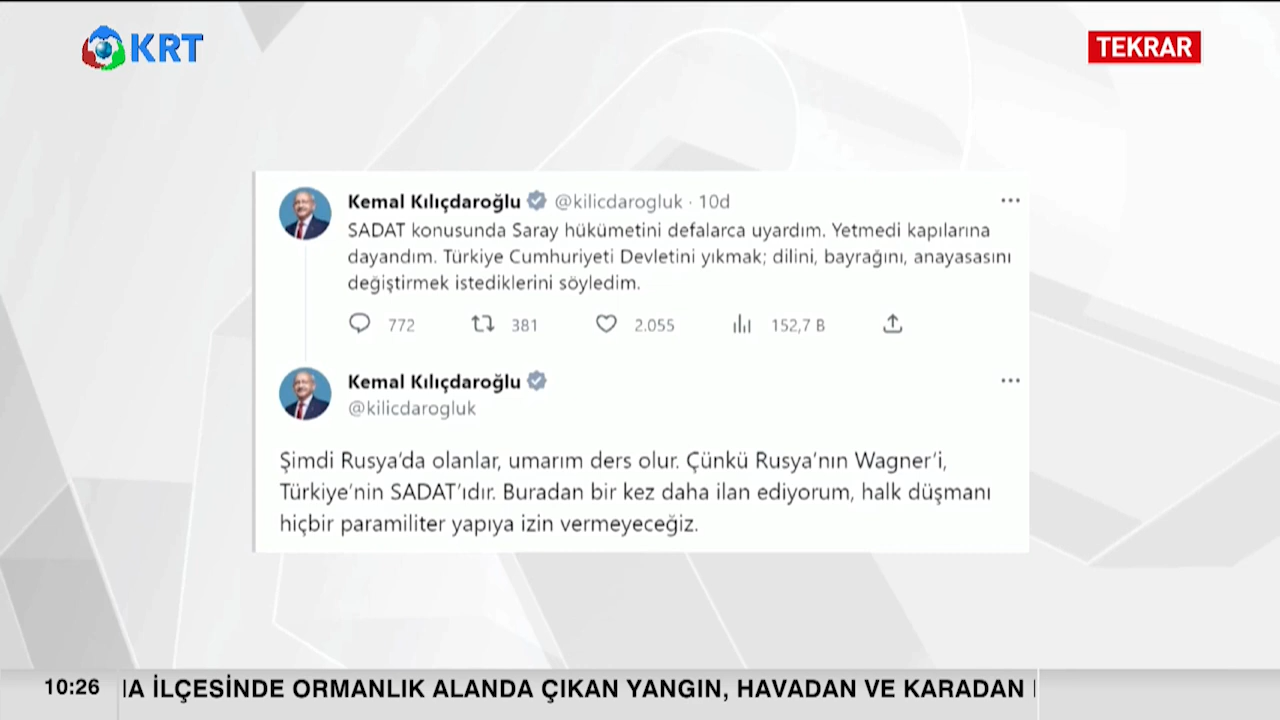 KRT
TEKRAR
Kemal Kılıçdaroğlu @kilicdarogluk · 10d
SADAT konusunda Saray hükümetini defalarca uyardım. Yetmedi kapılarına
dayandım. Türkiye Cumhuriyeti Devletini yıkmak; dilini, bayrağını, anayasasını
değiştirmek istediklerini söyledim.
772 381 2.055 152,7 B
Kemal Kılıçdaroğlu
@kilicdarogluk
Şimdi Rusya'da olanlar, umarım ders olur. Çünkü Rusya'nın Wagner'i,
Türkiye'nin SADAT'ıdır. Buradan bir kez daha ilan ediyorum, halk düşmanı
hiçbir paramiliter yapıya izin vermeyeceğiz.
10:26 İLÇESİNDE ORMANLIK ALANDA ÇIKAN YANGIN, HAVADAN VE KARADAN